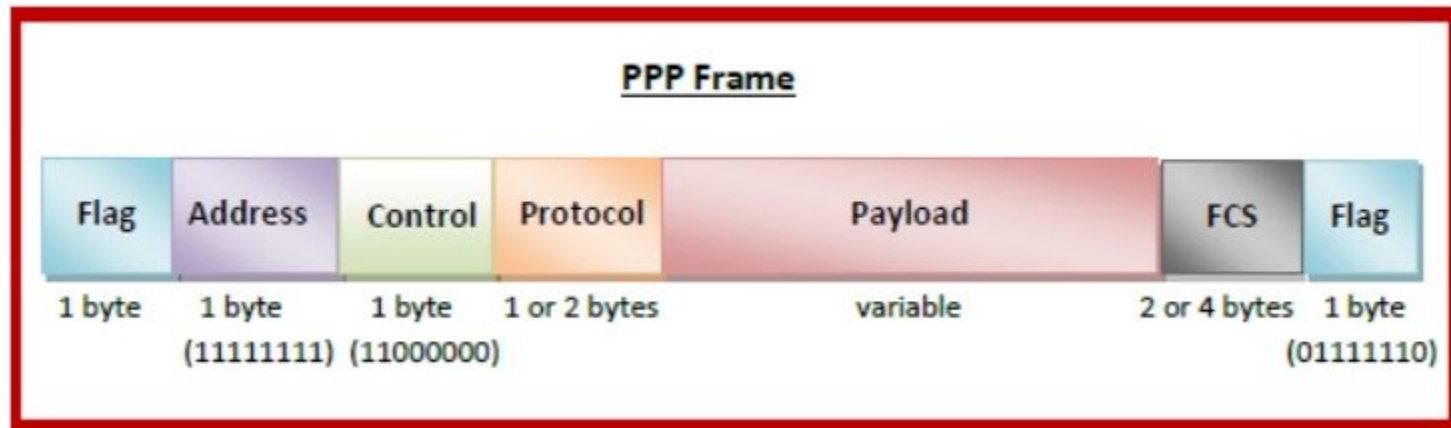 PPP Frame
Flag Address Control Protocol Payload FCS Flag
1 byte 1 byte 1 byte 1 or 2 bytes variable 2 or 4 bytes 1 byte
(11111111) (11000000) (01111110)